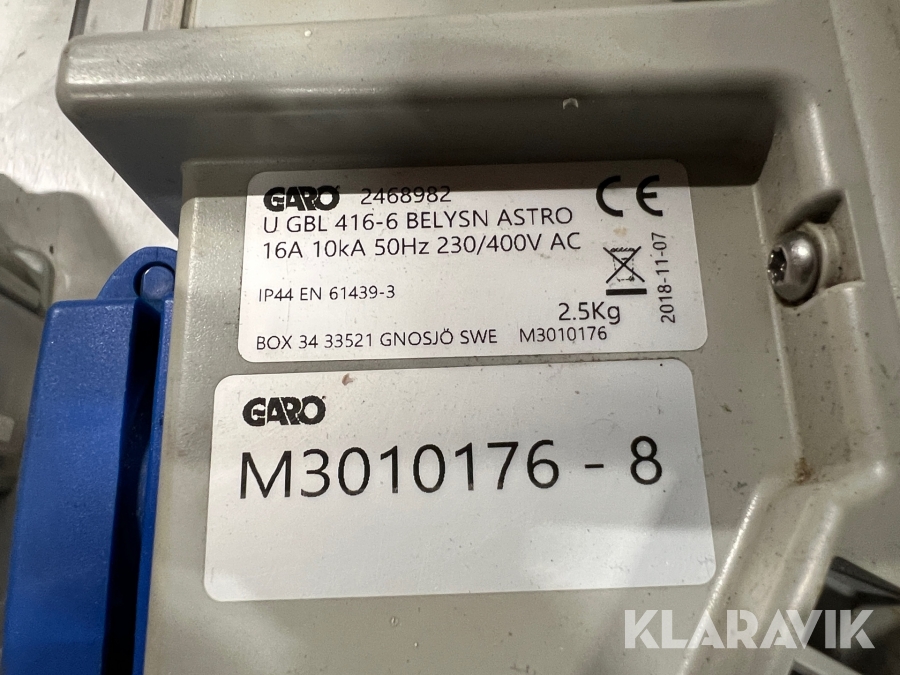 GARO 2468982
U GBL 416-6 BELYSN ASTRO
16A 10kA 50Hz 230/400V AC
IP44 EN 61439-3
2.5Kg
BOX 34 33521 GNOSJÖ SWE M3010176
CE
2018-11-07
GARO
M3010176 - 8
KLARAVIK